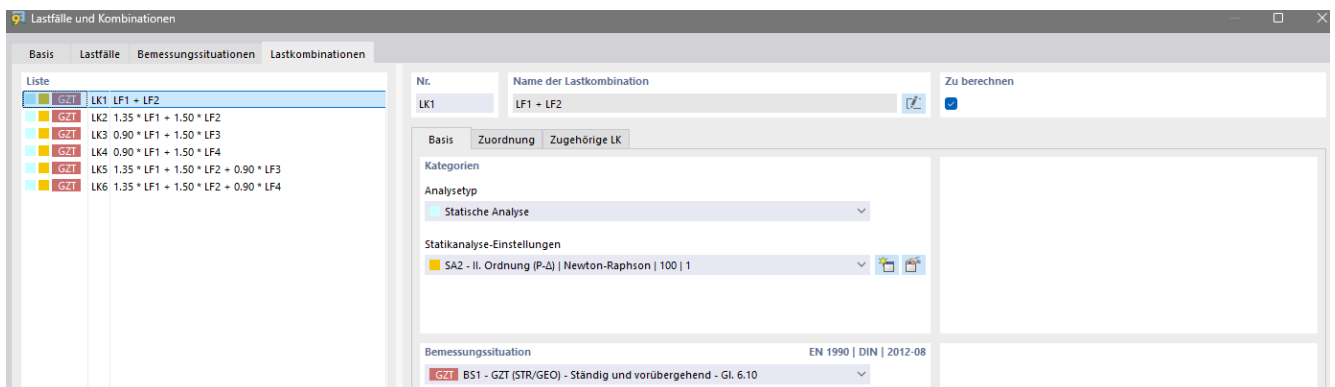 Lastfälle und Kombinationen
Basis Lastfälle Bemessungssituationen Lastkombinationen
Liste
GZT LK1 LF1 + LF2
GZT LK2 1.35 * LF1 + 1.50 * LF2
GZT LK3 0.90 * LF1 + 1.50 * LF3
GZT LK4 0.90 * LF1 + 1.50 * LF4
GZT LK5 1.35 * LF1 + 1.50 * LF2 + 0.90 * LF3
GZT LK6 1.35 * LF1 + 1.50 * LF2 + 0.90 * LF4
Nr.
LK1
Name der Lastkombination
LF1 + LF2
Zu berechnen
Basis Zuordnung Zugehörige LK
Kategorien
Analysetyp
Statische Analyse
Statikanalyse-Einstellungen
SA2 - II. Ordnung (P-Δ) | Newton-Raphson | 100 | 1
Bemessungssituation EN 1990 | DIN | 2012-08
GZT BS1 - GZT (STR/GEO) - Ständig und vorübergehend - Gl. 6.10